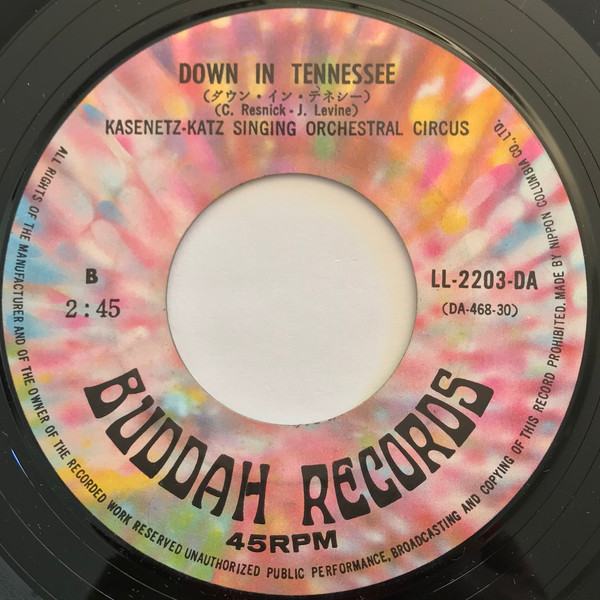 DOWN IN TENNESSEE
(ダウン・イン・テネシー)
(C. Resnick - J. Levine)
KASENETZ-KATZ SINGING ORCHESTRAL CIRCUS
B
2:45
LL-2203-DA
(DA-468-30)
BUDDAH RECORDS
45RPM
ALL RIGHTS OF THE MANUFACTURER AND OF THE OWNER OF THE RECORDED WORK RESERVED UNAUTHORIZED PUBLIC PERFORMANCE, BROADCASTING AND COPYING OF THIS RECORD PROHIBITED. MADE BY NIPPON COLUMBIA CO., LTD.